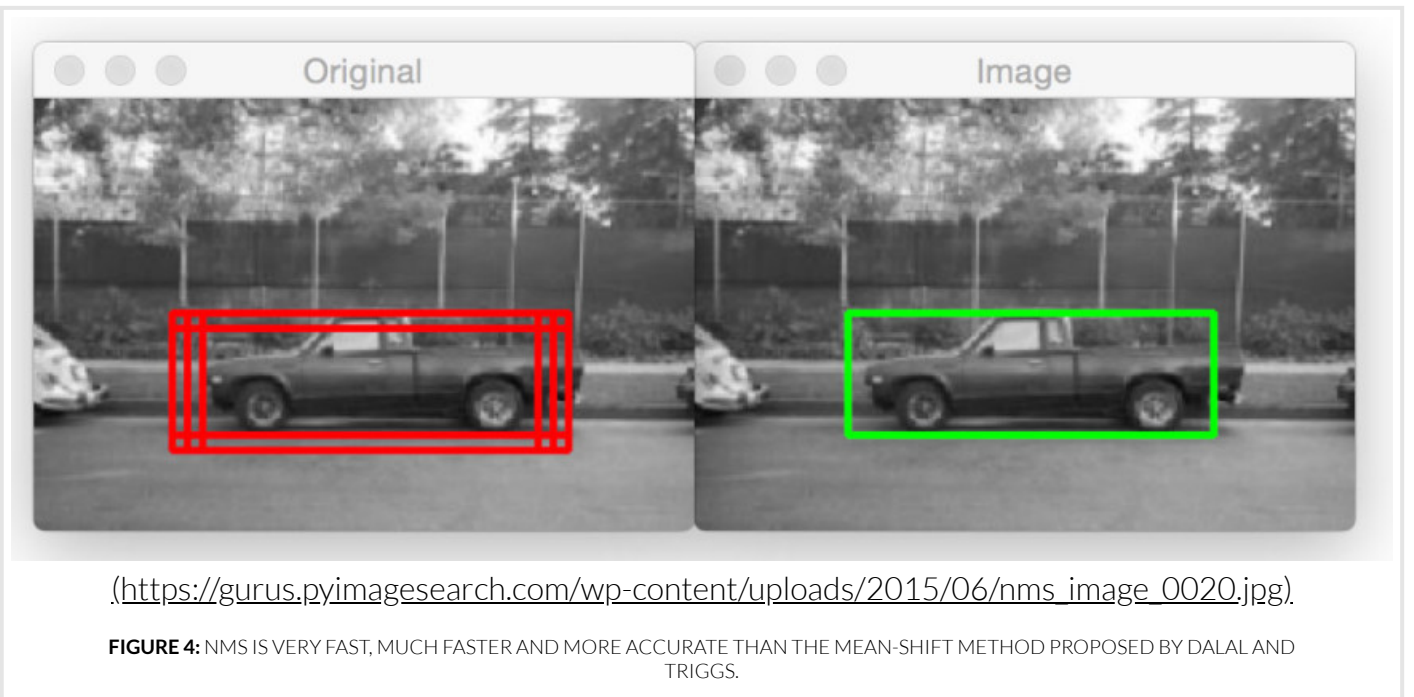 Original
Image
(https://gurus.pyimagesearch.com/wp-content/uploads/2015/06/nms_image_0020.jpg)
FIGURE 4: NMS IS VERY FAST, MUCH FASTER AND MORE ACCURATE THAN THE MEAN-SHIFT METHOD PROPOSED BY DALAL AND
TRIGGS.